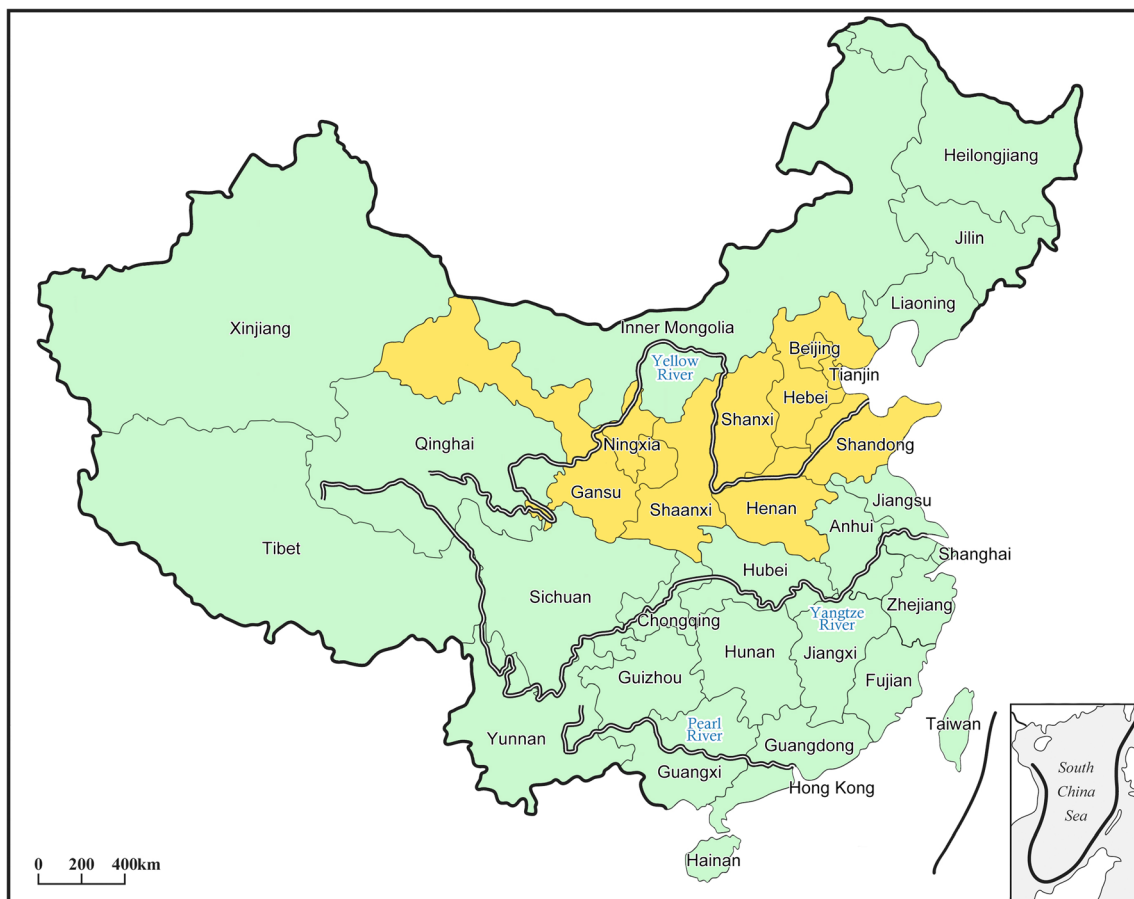 Heilongjiang
Jilin
Liaoning
Xinjiang
Inner Mongolia
Yellow
River
Beijing
Tianjin
Hebei
Shanxi
Ningxia
Qinghai
Shandong
Gansu
Shaanxi
Henan
Jiangsu
Anhui
Tibet
Shanghai
Hubei
Sichuan
Zhejiang
Yangtze
River
Chongqing
Hunan
Jiangxi
Guizhou
Fujian
Pearl
River
Taiwan
Yunnan
Guangdong
Guangxi
Hong Kong
South
China
Sea
Hainan
0 200 400km